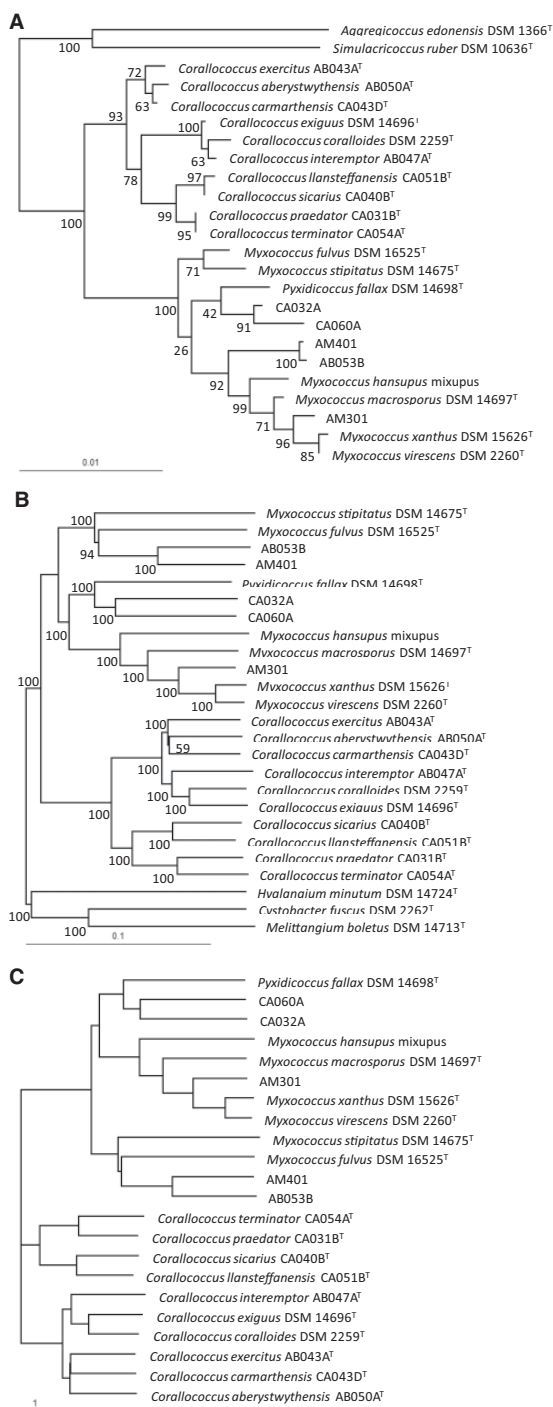 A
Aggregicoccus edonensis DSM 1366ᵀ
100
Simulacricoccus ruber DSM 10636ᵀ
72
Corallococcus exercitus AB043Aᵀ
Corallococcus aberystwythensis AB050Aᵀ
63
Corallococcus carmarthensis CA043Dᵀ
93
100
Corallococcus exiguus DSM 14696ᵀ
Corallococcus coralloides DSM 2259ᵀ
63
Corallococcus interemptor AB047Aᵀ
78
97
Corallococcus llansteffanensis CA051Bᵀ
Corallococcus sicarius CA040Bᵀ
99
Corallococcus praedator CA031Bᵀ
95
Corallococcus terminator CA054Aᵀ
100
Myxococcus fulvus DSM 16525ᵀ
71
Myxococcus stipitatus DSM 14675ᵀ
100
Pyxidicoccus fallax DSM 14698ᵀ
42
CA032A
91
CA060A
26
AM401
100
AB053B
92
Myxococcus hansupus mixupus
99
Myxococcus macrosporus DSM 14697ᵀ
71
AM301
96
Myxococcus xanthus DSM 15626ᵀ
85
Myxococcus virescens DSM 2260ᵀ
0.01
B
Myxococcus stipitatus DSM 14675ᵀ
100
Myxococcus fulvus DSM 16525ᵀ
94
AB053B
100
AM401
100
Pyxidicoccus fallax DSM 14698ᵀ
CA032A
100
CA060A
100
Myxococcus hansupus mixupus
100
Myxococcus macrosporus DSM 14697ᵀ
100
AM301
100
Myxococcus xanthus DSM 15626ᵀ
100
Myxococcus virescens DSM 2260ᵀ
100
100
Corallococcus exercitus AB043Aᵀ
Corallococcus aberystwythensis AB050Aᵀ
59
Corallococcus carmarthensis CA043Dᵀ
100
Corallococcus interemptor AB047Aᵀ
100
Corallococcus coralloides DSM 2259ᵀ
100
Corallococcus exiguus DSM 14696ᵀ
100
Corallococcus sicarius CA040Bᵀ
100
Corallococcus llansteffanensis CA051Bᵀ
100
Corallococcus praedator CA031Bᵀ
100
Corallococcus terminator CA054Aᵀ
Hyalangium minutum DSM 14724ᵀ
100
Cystobacter fuscus DSM 2262ᵀ
100
Melittangium boletus DSM 14713ᵀ
0.1
C
Pyxidicoccus fallax DSM 14698ᵀ
CA060A
CA032A
Myxococcus hansupus mixupus
Myxococcus macrosporus DSM 14697ᵀ
AM301
Myxococcus xanthus DSM 15626ᵀ
Myxococcus virescens DSM 2260ᵀ
Myxococcus stipitatus DSM 14675ᵀ
Myxococcus fulvus DSM 16525ᵀ
AM401
AB053B
Corallococcus terminator CA054Aᵀ
Corallococcus praedator CA031Bᵀ
Corallococcus sicarius CA040Bᵀ
Corallococcus llansteffanensis CA051Bᵀ
Corallococcus interemptor AB047Aᵀ
Corallococcus exiguus DSM 14696ᵀ
Corallococcus coralloides DSM 2259ᵀ
Corallococcus exercitus AB043Aᵀ
Corallococcus carmarthensis CA043Dᵀ
Corallococcus aberystwythensis AB050Aᵀ
1